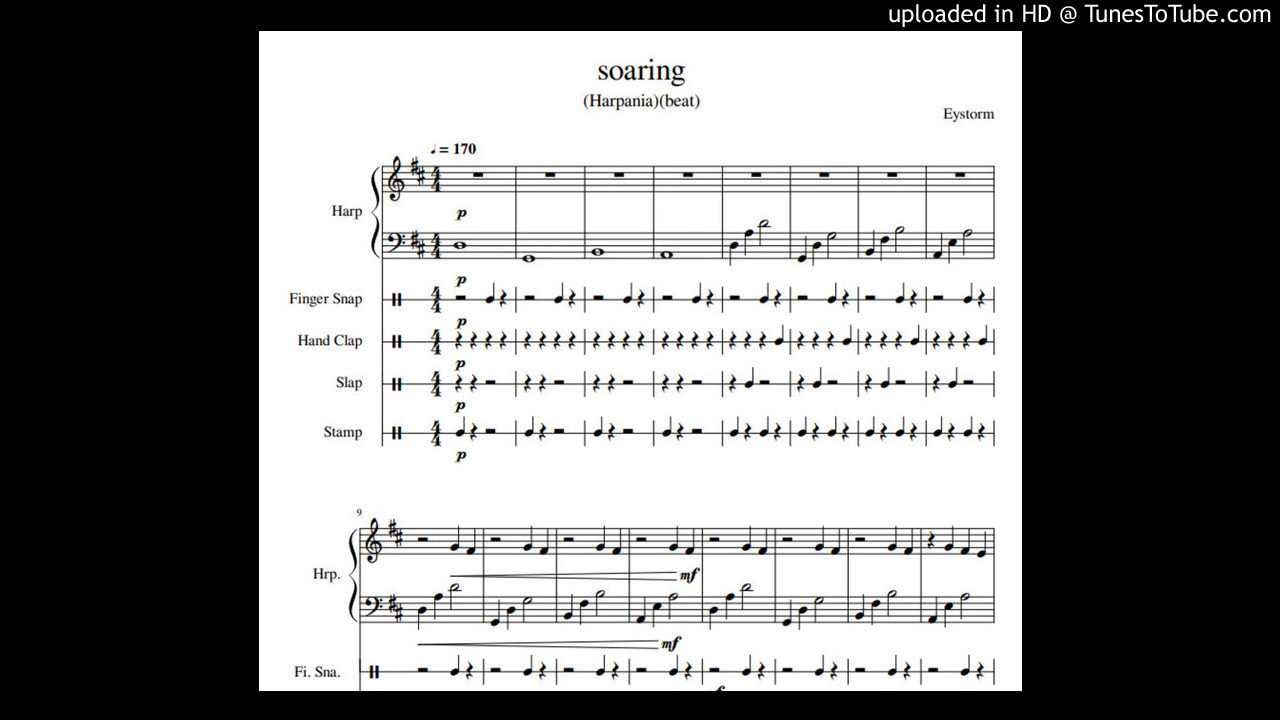 uploaded in HD @ TunesToTube.com
soaring
(Harpania)(beat)
Eystorm
♩ = 170
Harp
p
p
Finger Snap
p
Hand Clap
p
Slap
p
Stamp
p
9
Hrp.
mf
mf
Fi. Sna.